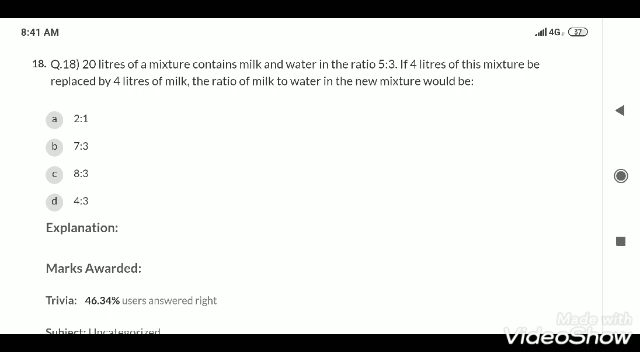 8:41 AM
4G
37
18. Q.18) 20 litres of a mixture contains milk and water in the ratio 5:3. If 4 litres of this mixture be
replaced by 4 litres of milk, the ratio of milk to water in the new mixture would be:
a 2:1
b 7:3
c 8:3
d 4:3
Explanation:
Marks Awarded:
Trivia: 46.34% users answered right
Subject: Uncategorized
Made with
VideoShow